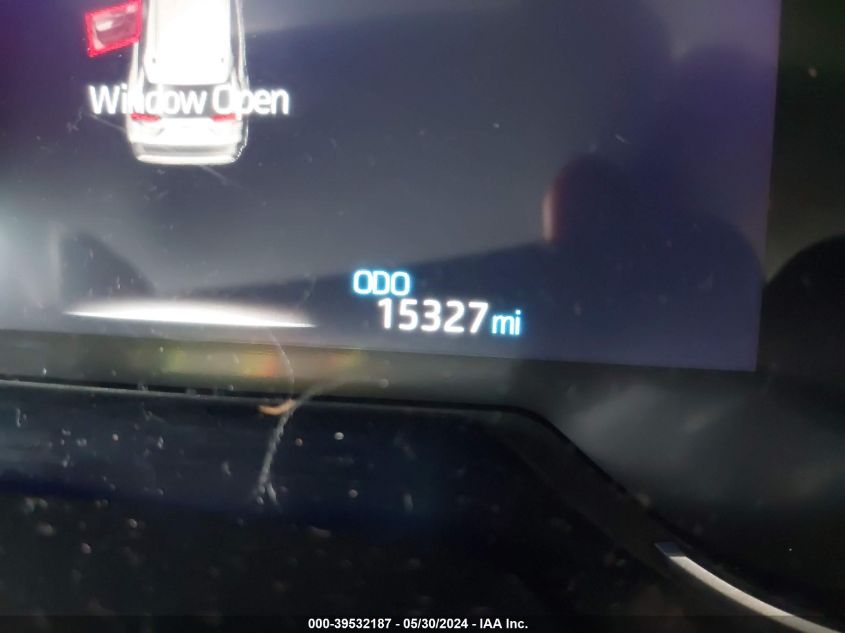 Window Open
ODO
15327 mi
000-39532187 - 05/30/2024 - IAA Inc.